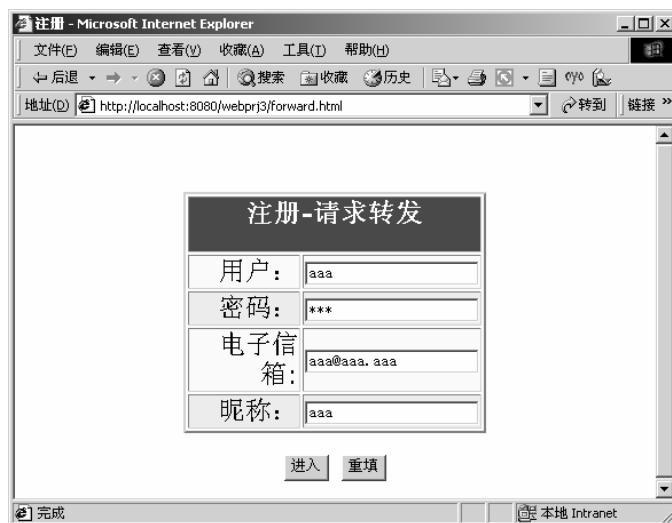 注册 - Microsoft Internet Explorer
文件(F) 编辑(E) 查看(V) 收藏(A) 工具(T) 帮助(H)
后退 搜索 收藏 历史
地址(D) http://localhost:8080/webprj3/forward.html 转到 链接 »
注册-请求转发
用户: aaa
密码: ***
电子信
箱: aaa@aaa.aaa
昵称: aaa
进入 重填
完成 本地 Intranet